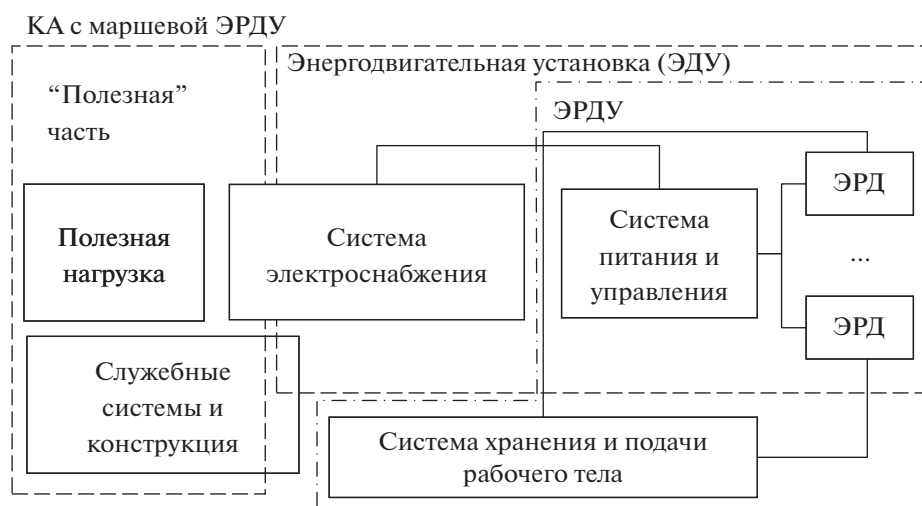 КА с маршевой ЭРДУ
Энергодвигательная установка (ЭДУ)
“Полезная”
часть
ЭРДУ
ЭРД
Полезная
нагрузка
Система
электроснабжения
Система
питания и
управления
...
ЭРД
Служебные
системы и
конструкция
Система хранения и подачи
рабочего тела